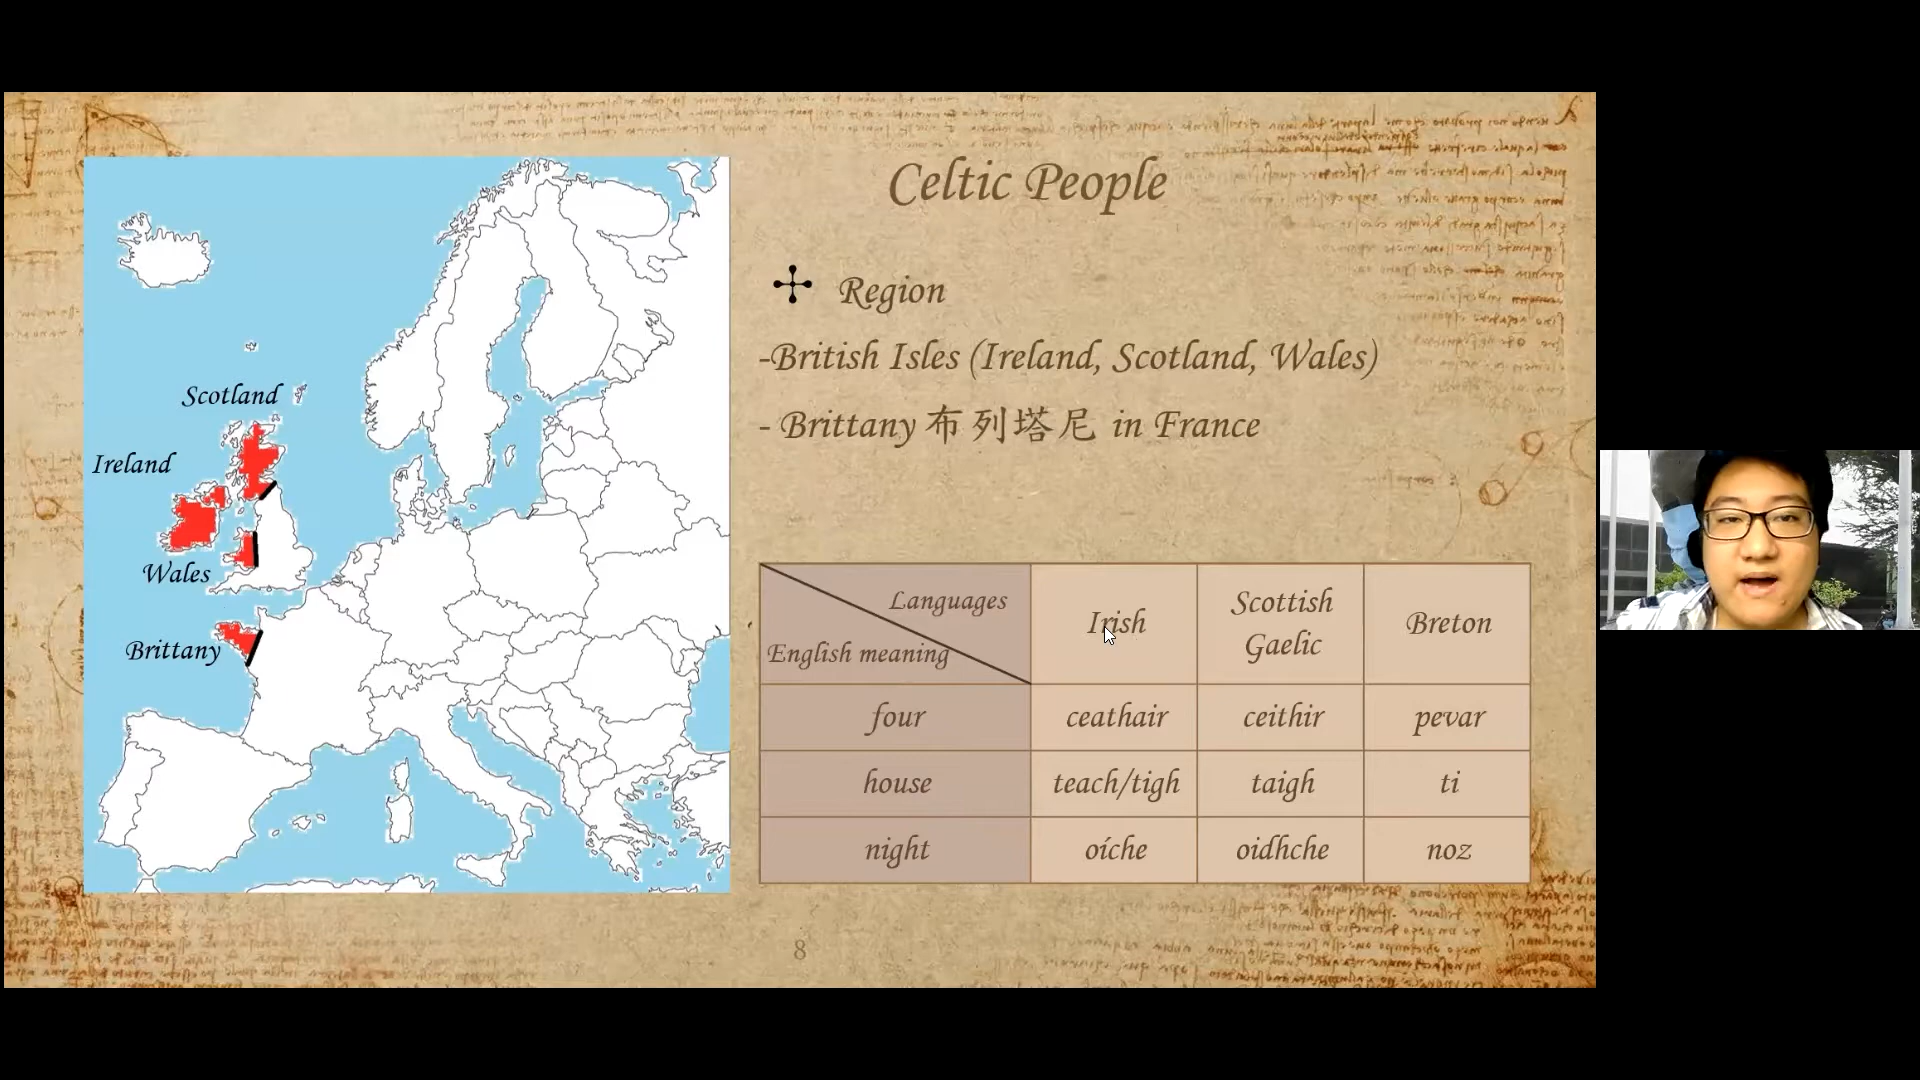 Celtic People
Region
-British Isles (Ireland, Scotland, Wales)
- Brittany 布列塔尼 in France
Scotland
Ireland
Wales
Brittany
Languages
English meaning
Irish
Scottish
Gaelic
Breton
four
ceathair
ceithir
pevar
house
teach/tigh
taigh
ti
night
oíche
oidhche
noz
8